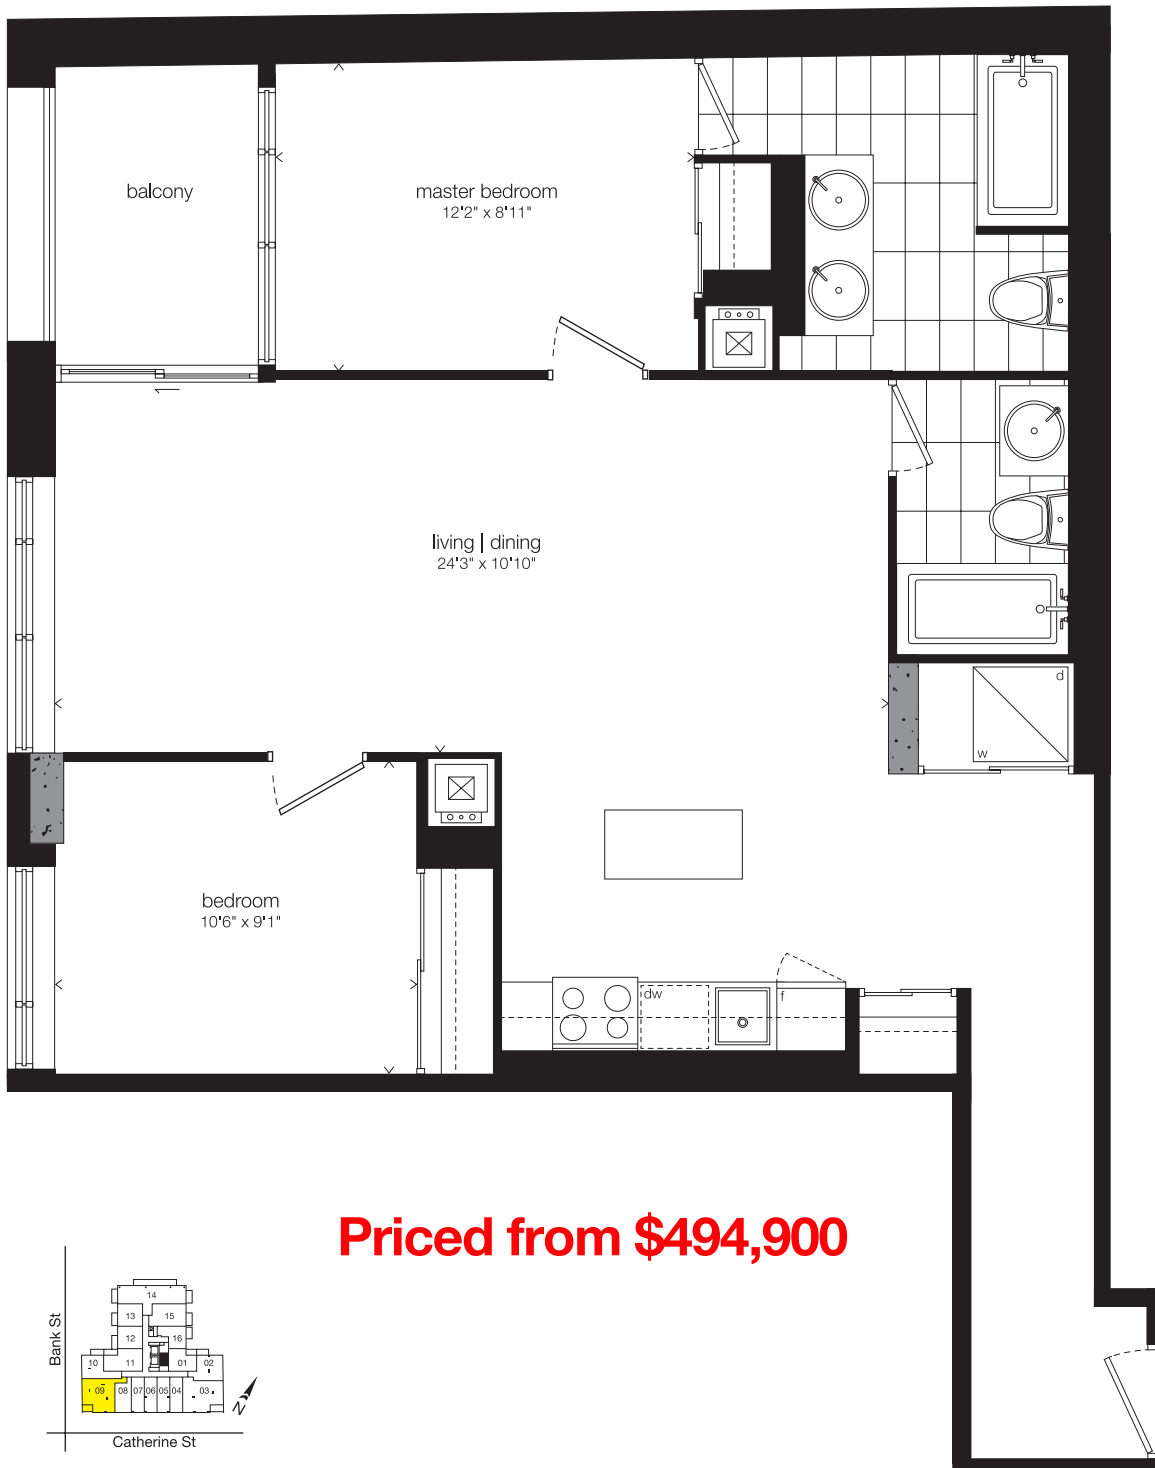 balcony
master bedroom
12'2" x 8'11"
living | dining
24'3" x 10'10"
d
w
bedroom
10'6" x 9'1"
dw
f
Priced from $494,900
Bank St
14
13 15
12 16
10 11 01 02
09 08 07 06 05 04 03
N
Catherine St